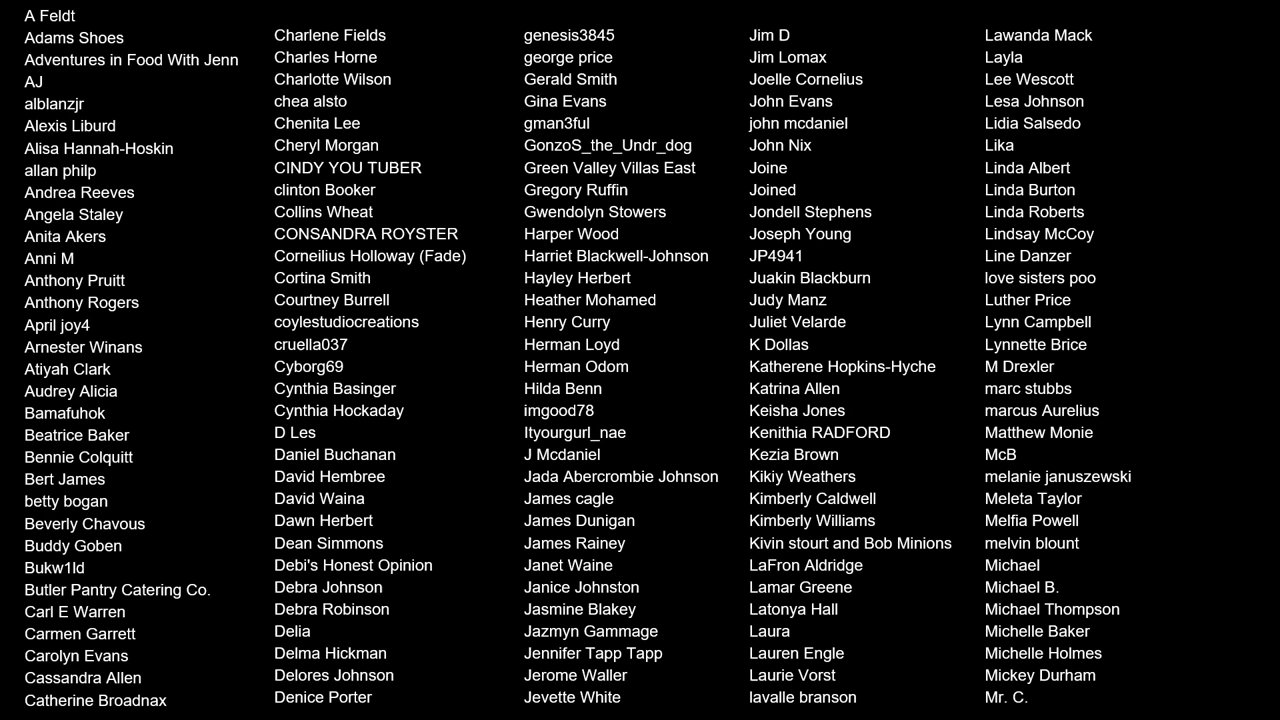 A Feldt
Adams Shoes
Adventures in Food With Jenn
AJ
alblanzjr
Alexis Liburd
Alisa Hannah-Hoskin
allan philp
Andrea Reeves
Angela Staley
Anita Akers
Anni M
Anthony Pruitt
Anthony Rogers
April joy4
Arnester Winans
Atiyah Clark
Audrey Alicia
Bamafuhok
Beatrice Baker
Bennie Colquitt
Bert James
betty bogan
Beverly Chavous
Buddy Goben
Bukw1ld
Butler Pantry Catering Co.
Carl E Warren
Carmen Garrett
Carolyn Evans
Cassandra Allen
Catherine Broadnax
Charlene Fields
Charles Horne
Charlotte Wilson
chea alsto
Chenita Lee
Cheryl Morgan
CINDY YOU TUBER
clinton Booker
Collins Wheat
CONSANDRA ROYSTER
Corneilius Holloway (Fade)
Cortina Smith
Courtney Burrell
coylestudiocreations
cruella037
Cyborg69
Cynthia Basinger
Cynthia Hockaday
D Les
Daniel Buchanan
David Hembree
David Waina
Dawn Herbert
Dean Simmons
Debi's Honest Opinion
Debra Johnson
Debra Robinson
Delia
Delma Hickman
Delores Johnson
Denice Porter
genesis3845
george price
Gerald Smith
Gina Evans
gman3ful
GonzoS_the_Undr_dog
Green Valley Villas East
Gregory Ruffin
Gwendolyn Stowers
Harper Wood
Harriet Blackwell-Johnson
Hayley Herbert
Heather Mohamed
Henry Curry
Herman Loyd
Herman Odom
Hilda Benn
imgood78
Ityourgurl_nae
J Mcdaniel
Jada Abercrombie Johnson
James cagle
James Dunigan
James Rainey
Janet Waine
Janice Johnston
Jasmine Blakey
Jazmyn Gammage
Jennifer Tapp Tapp
Jerome Waller
Jevette White
Jim D
Jim Lomax
Joelle Cornelius
John Evans
john mcdaniel
John Nix
Joine
Joined
Jondell Stephens
Joseph Young
JP4941
Juakin Blackburn
Judy Manz
Juliet Velarde
K Dollas
Katherene Hopkins-Hyche
Katrina Allen
Keisha Jones
Kenithia RADFORD
Kezia Brown
Kikiy Weathers
Kimberly Caldwell
Kimberly Williams
Kivin stourt and Bob Minions
LaFron Aldridge
Lamar Greene
Latonya Hall
Laura
Lauren Engle
Laurie Vorst
lavalle branson
Lawanda Mack
Layla
Lee Wescott
Lesa Johnson
Lidia Salsedo
Lika
Linda Albert
Linda Burton
Linda Roberts
Lindsay McCoy
Line Danzer
love sisters poo
Luther Price
Lynn Campbell
Lynnette Brice
M Drexler
marc stubbs
marcus Aurelius
Matthew Monie
McB
melanie januszewski
Meleta Taylor
Melfia Powell
melvin blount
Michael
Michael B.
Michael Thompson
Michelle Baker
Michelle Holmes
Mickey Durham
Mr. C.